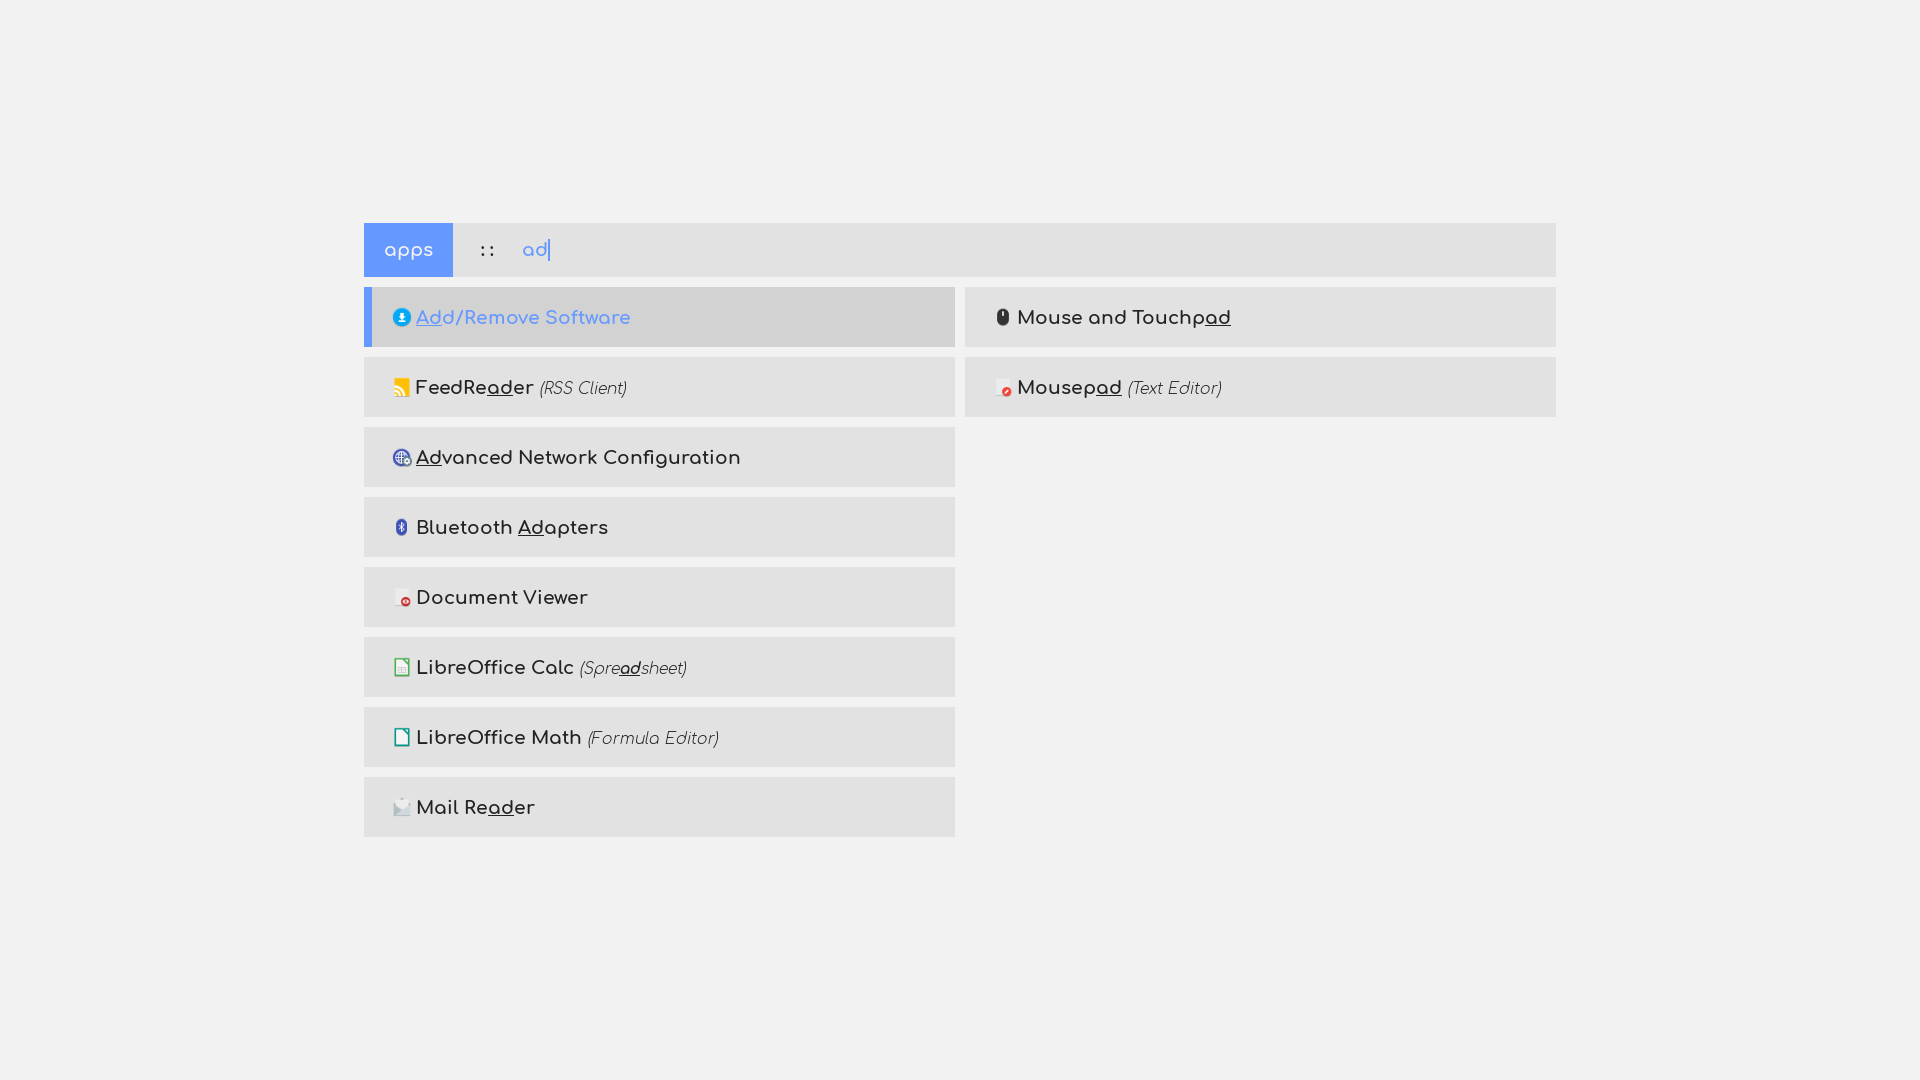 apps :: ad
Add/Remove Software
FeedReader (RSS Client)
Advanced Network Configuration
Bluetooth Adapters
Document Viewer
LibreOffice Calc (Spreadsheet)
LibreOffice Math (Formula Editor)
Mail Reader
Mouse and Touchpad
Mousepad (Text Editor)